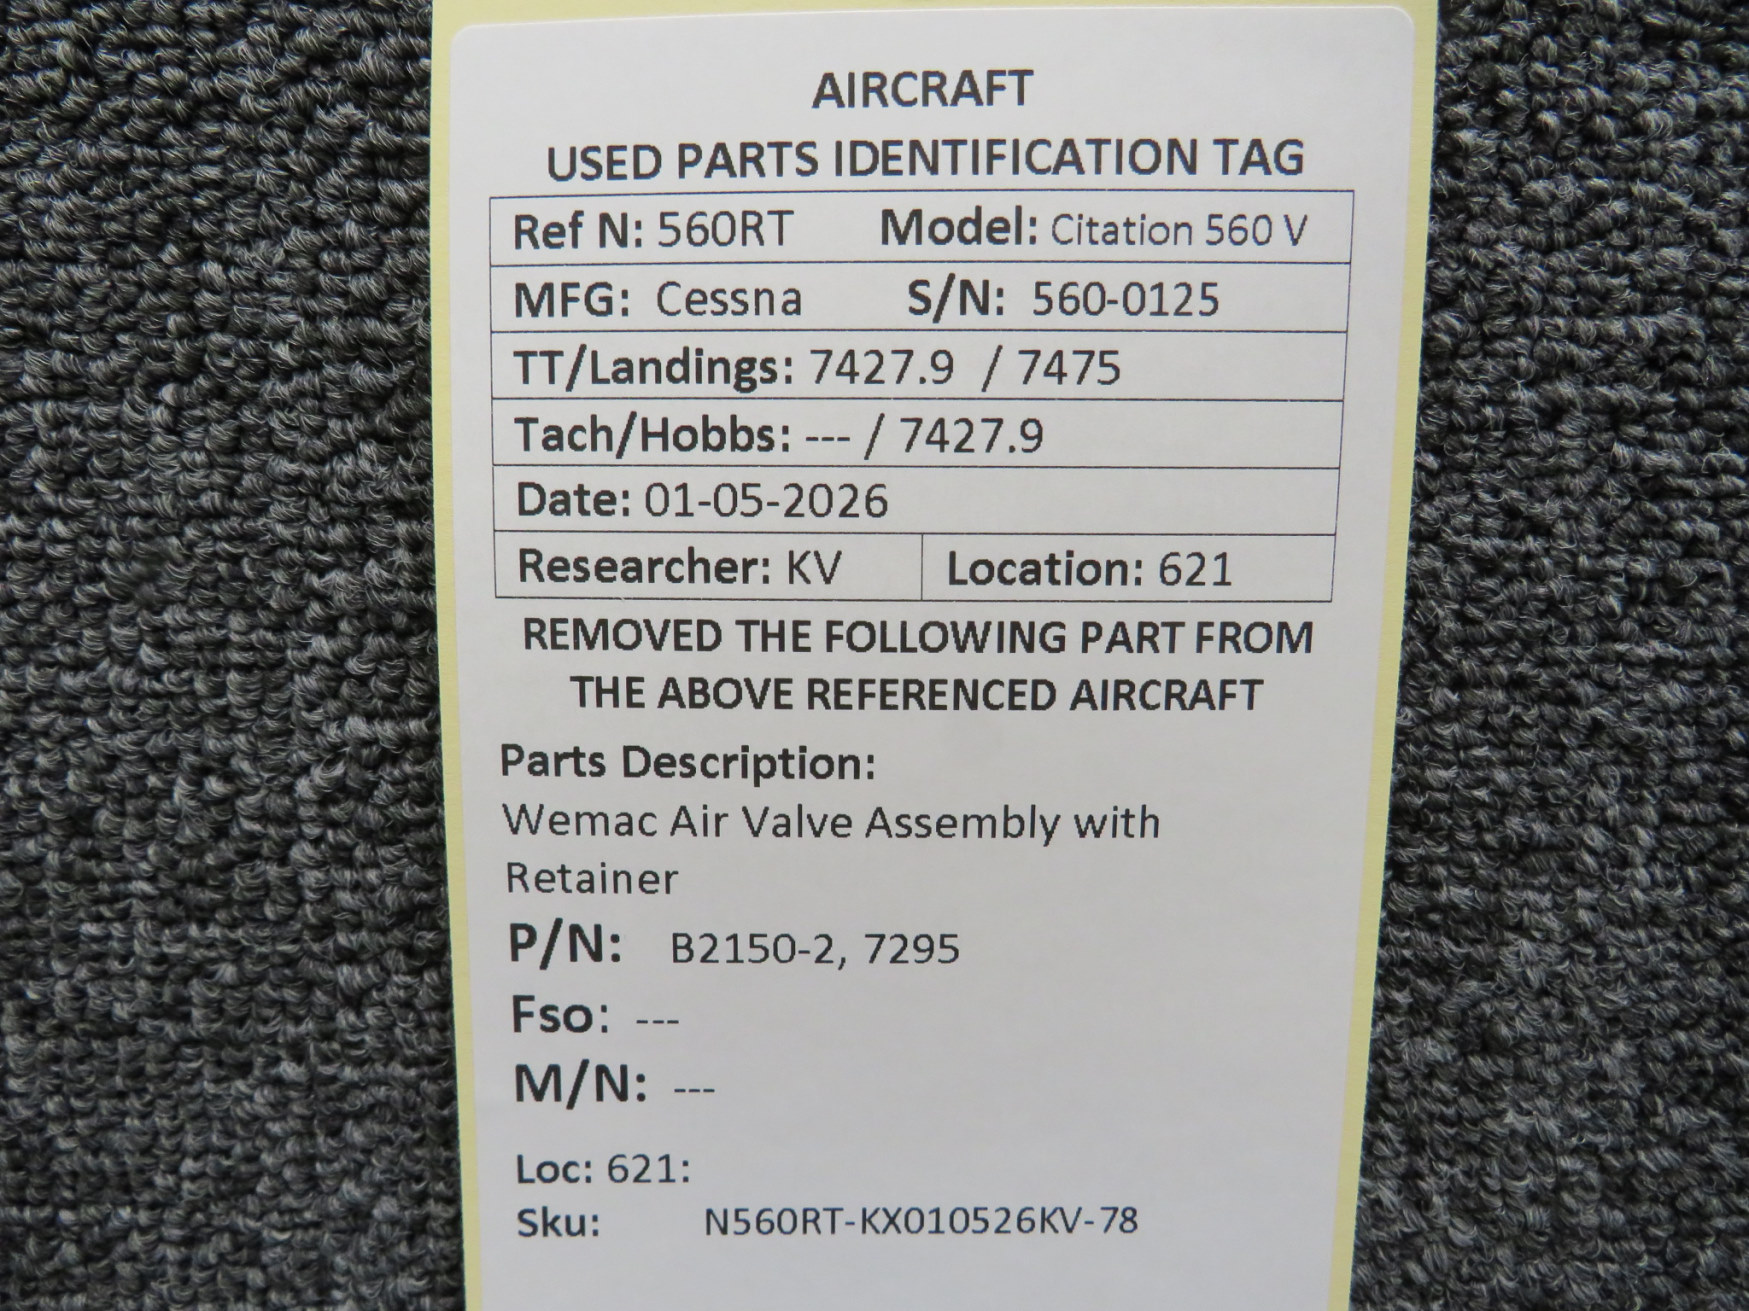 AIRCRAFT
USED PARTS IDENTIFICATION TAG
Ref N: 560RT Model: Citation 560 V
MFG: Cessna S/N: 560-0125
TT/Landings: 7427.9 / 7475
Tach/Hobbs: --- / 7427.9
Date: 01-05-2026
Researcher: KV Location: 621
REMOVED THE FOLLOWING PART FROM
THE ABOVE REFERENCED AIRCRAFT
Parts Description:
Wemac Air Valve Assembly with
Retainer
P/N: B2150-2, 7295
Fso: ---
M/N: ---
Loc: 621:
Sku: N560RT-KX010526KV-78